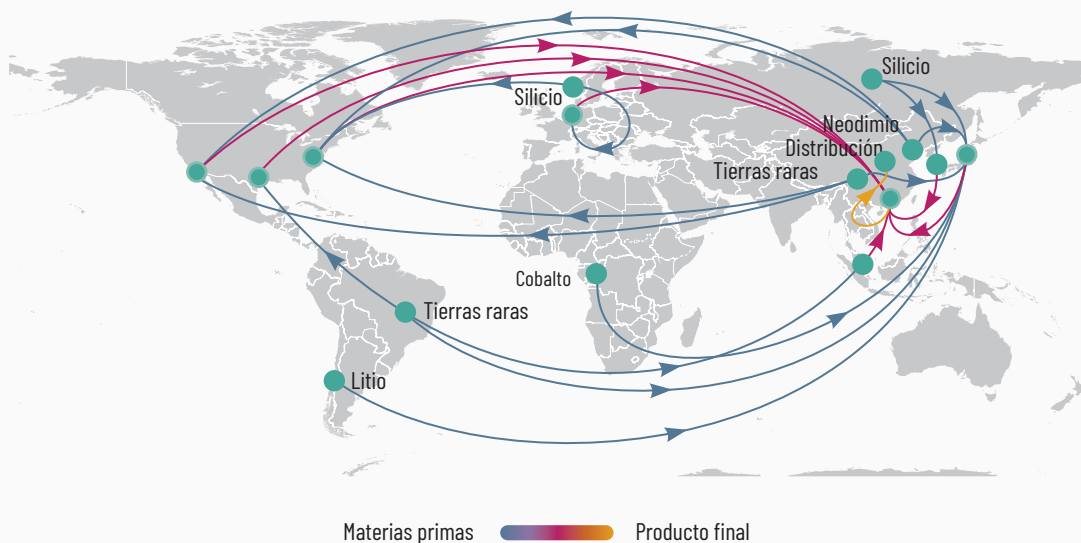 Silicio
Silicio
Neodimio
Distribución
Tierras raras
Cobalto
Tierras raras
Litio
Materias primas
Producto final